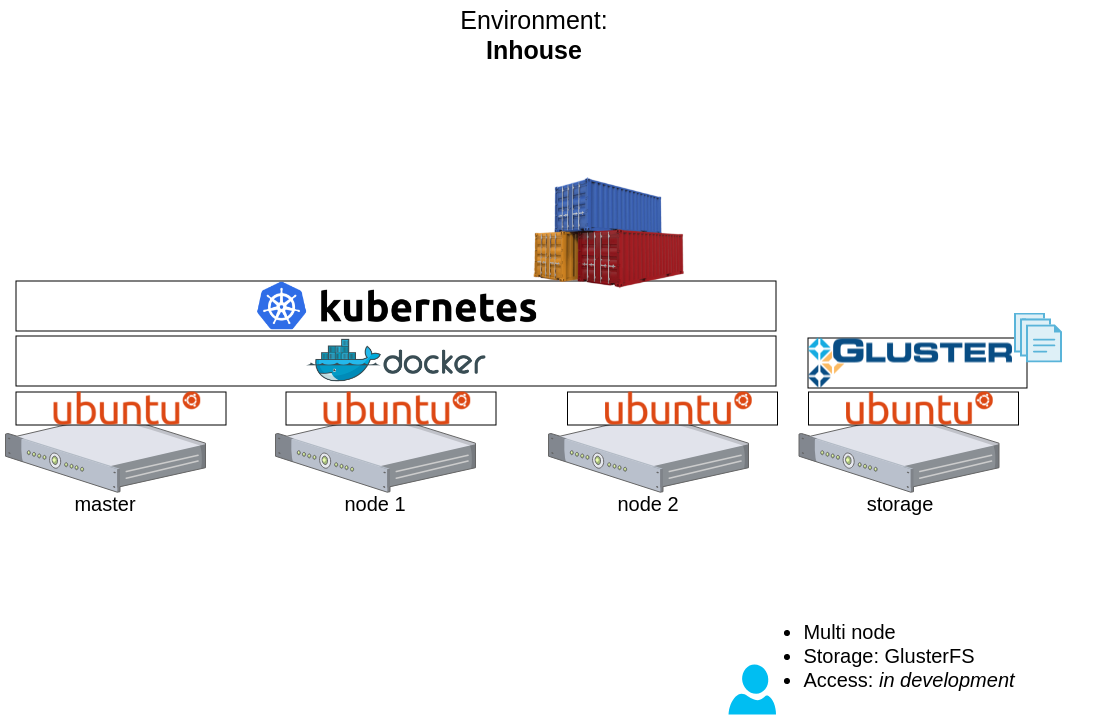 Environment:
Inhouse
kubernetes
docker
GLUSTER
ubuntu ubuntu ubuntu ubuntu
master node 1 node 2 storage
• Multi node
• Storage: GlusterFS
• Access: in development